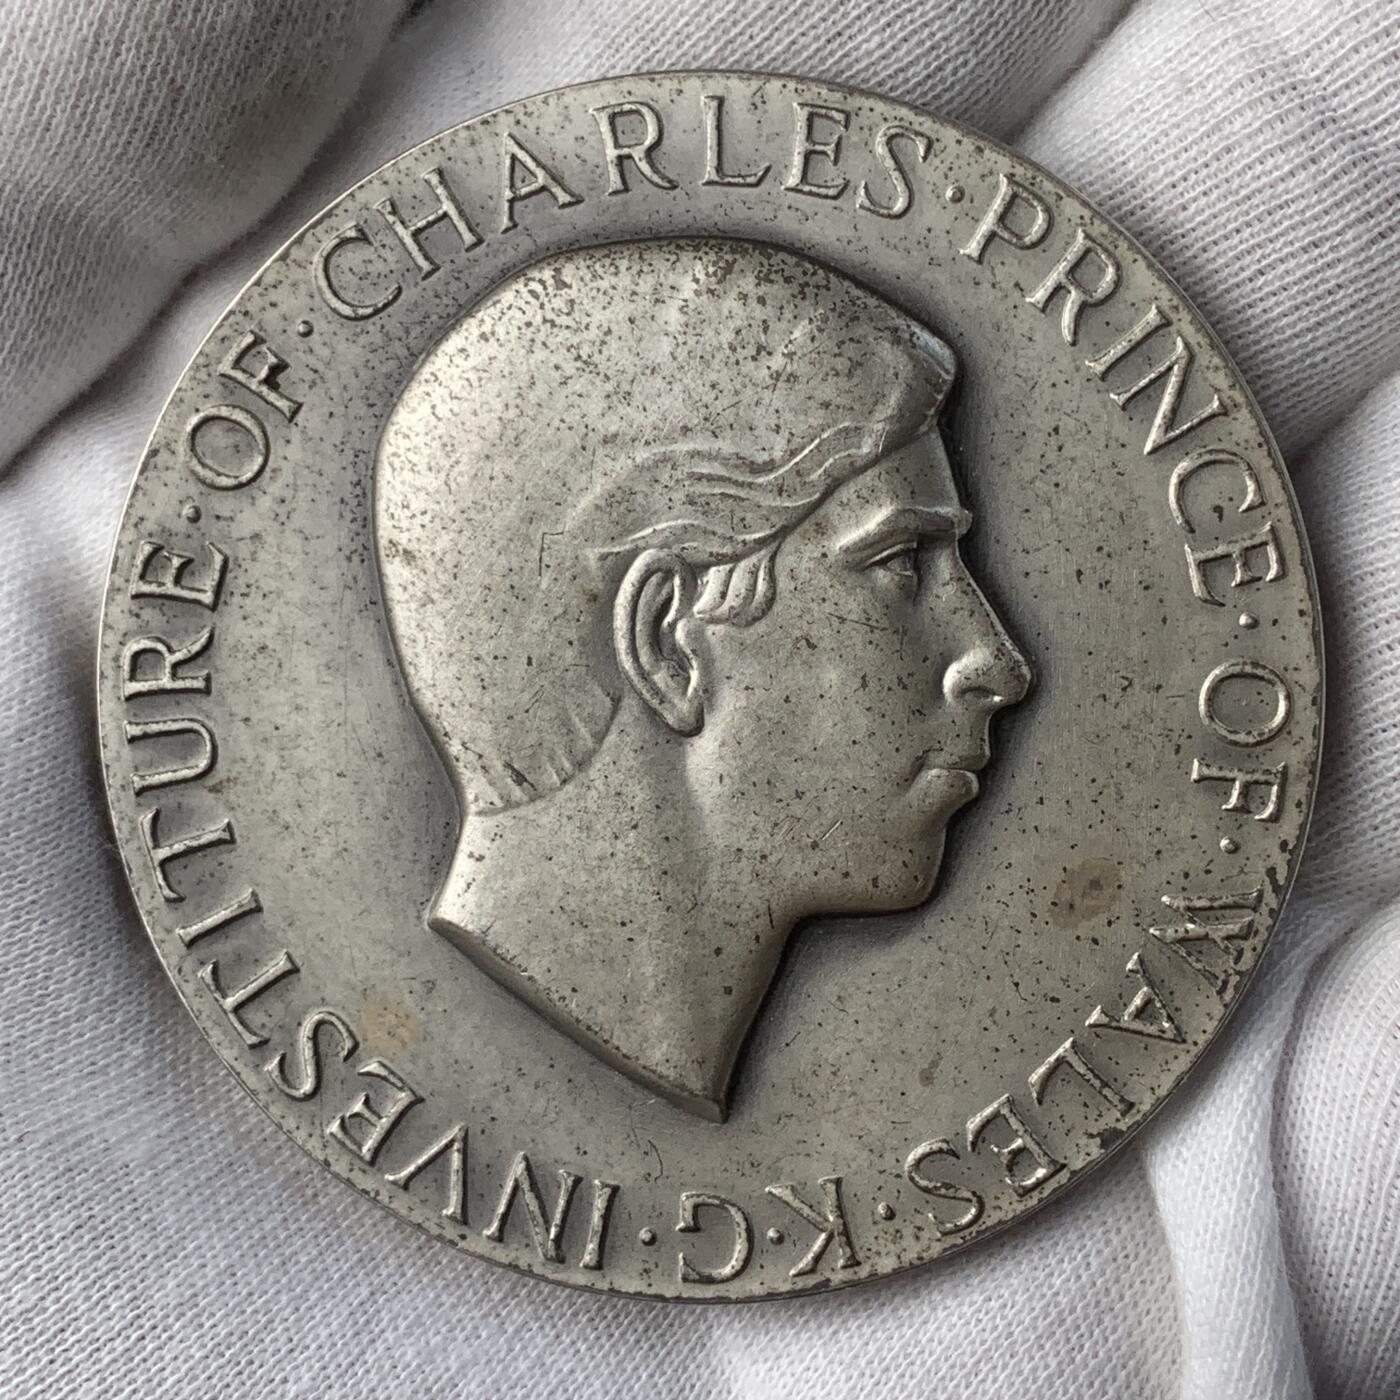 INVESTITURE · OF · CHARLES · PRINCE · OF · WALES · K·G·